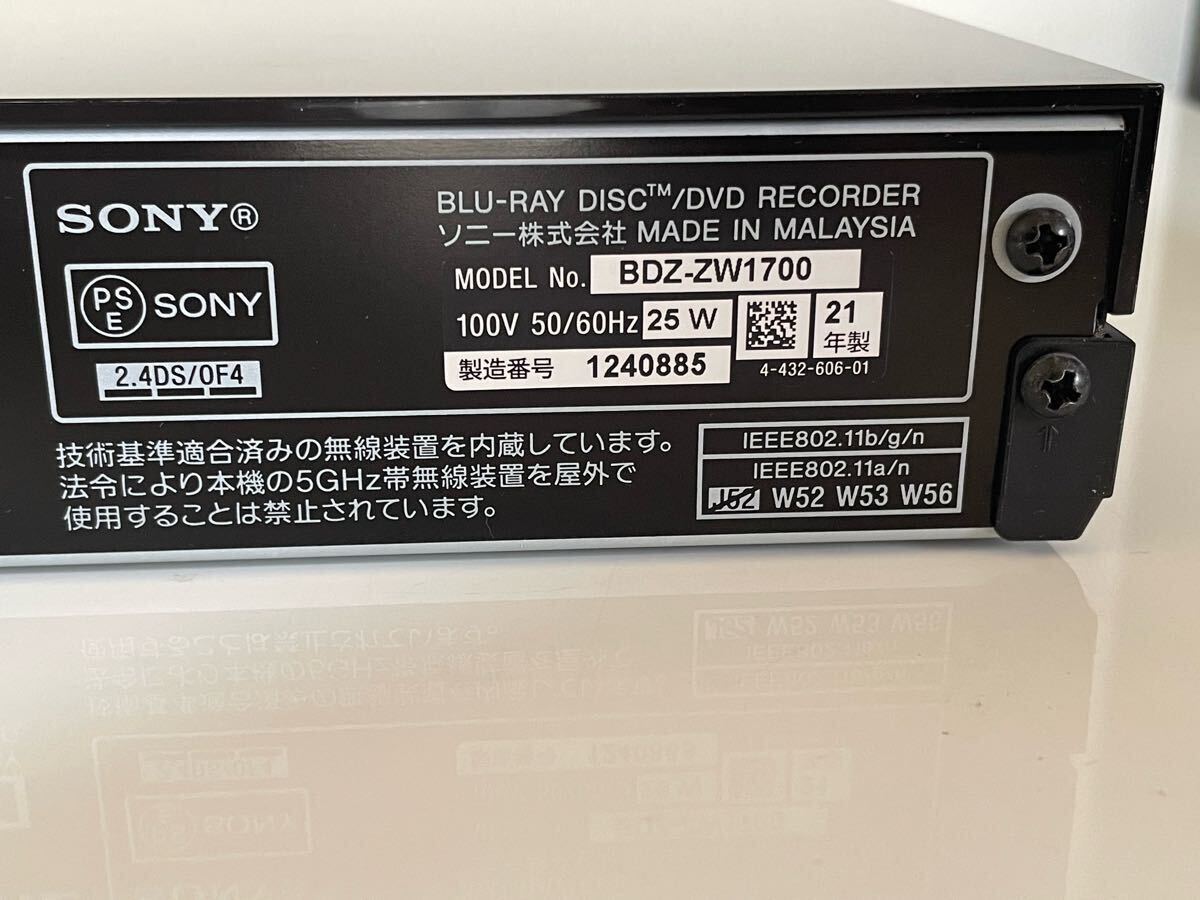 SONY®
PSE SONY
2.4DS/OF4
BLU-RAY DISC™/DVD RECORDER
ソニー株式会社 MADE IN MALAYSIA
MODEL No. BDZ-ZW1700
100V 50/60Hz 25 W
21年製
製造番号 1240885
4-432-606-01
技術基準適合済みの無線装置を内蔵しています。
法令により本機の5GHz帯無線装置を屋外で
使用することは禁止されています。
IEEE802.11b/g/n
IEEE802.11a/n
J52 W52 W53 W56